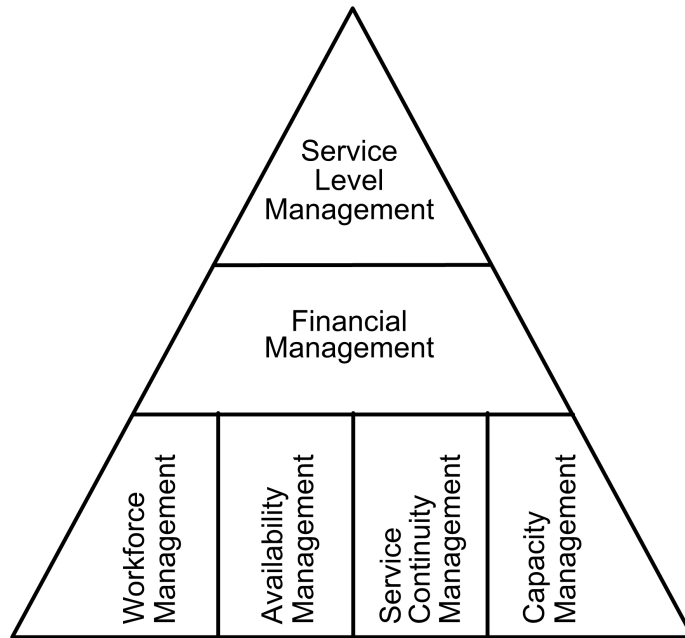 Service
Level
Management
Financial
Management
Workforce
Management
Availability
Management
Service
Continuity
Management
Capacity
Management